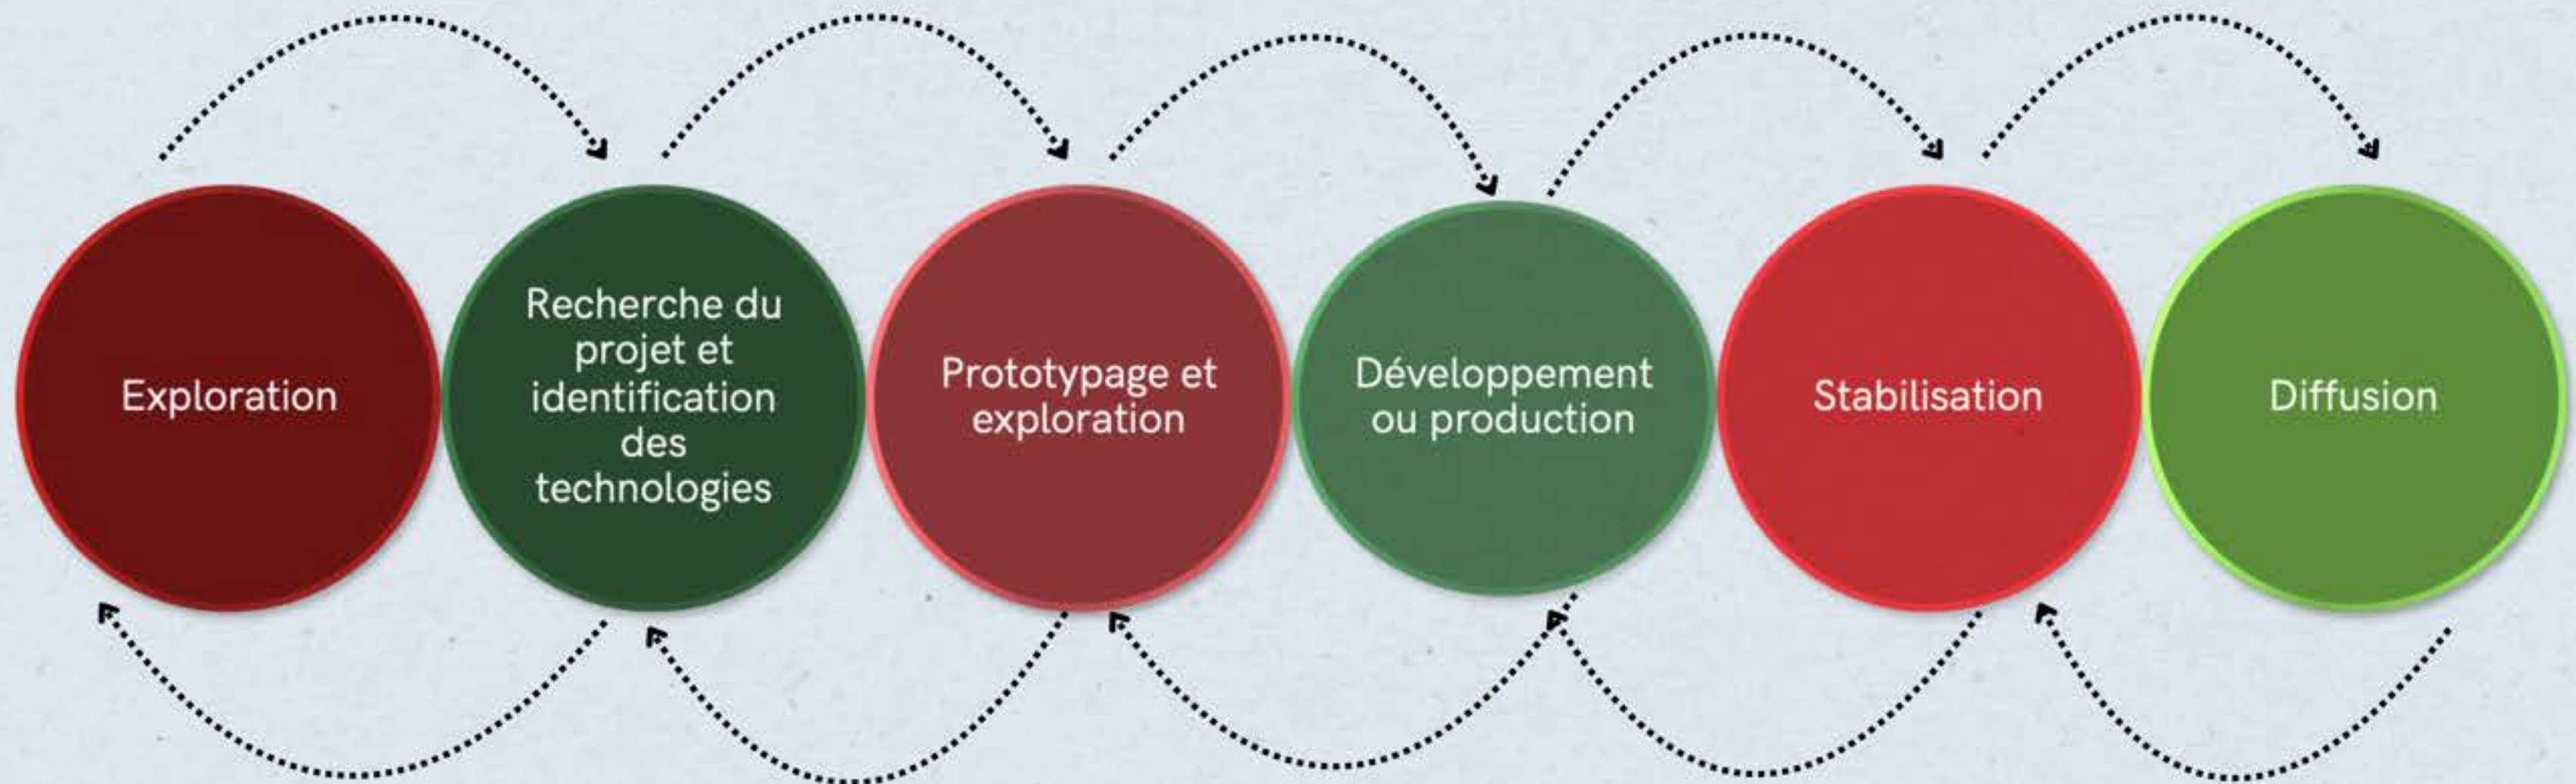 Exploration
Recherche du
projet et
identification
des
technologies
Prototypage et
exploration
Développement
ou production
Stabilisation
Diffusion